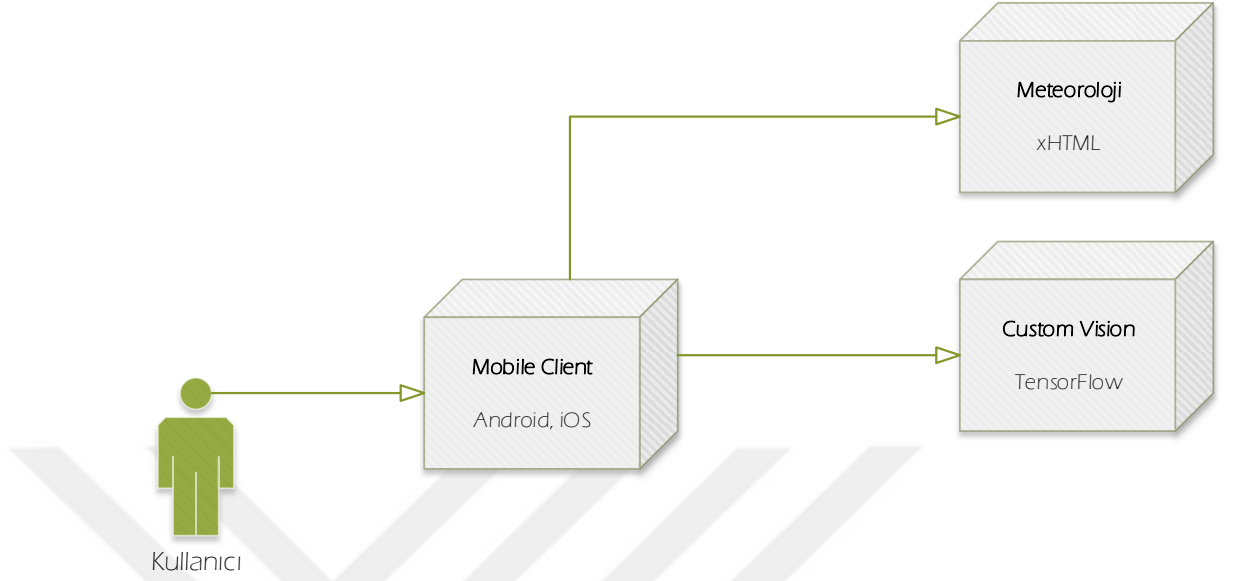 Meteoroloji
xHTML
Custom Vision
TensorFlow
Mobile Client
Android, iOS
Kullanıcı